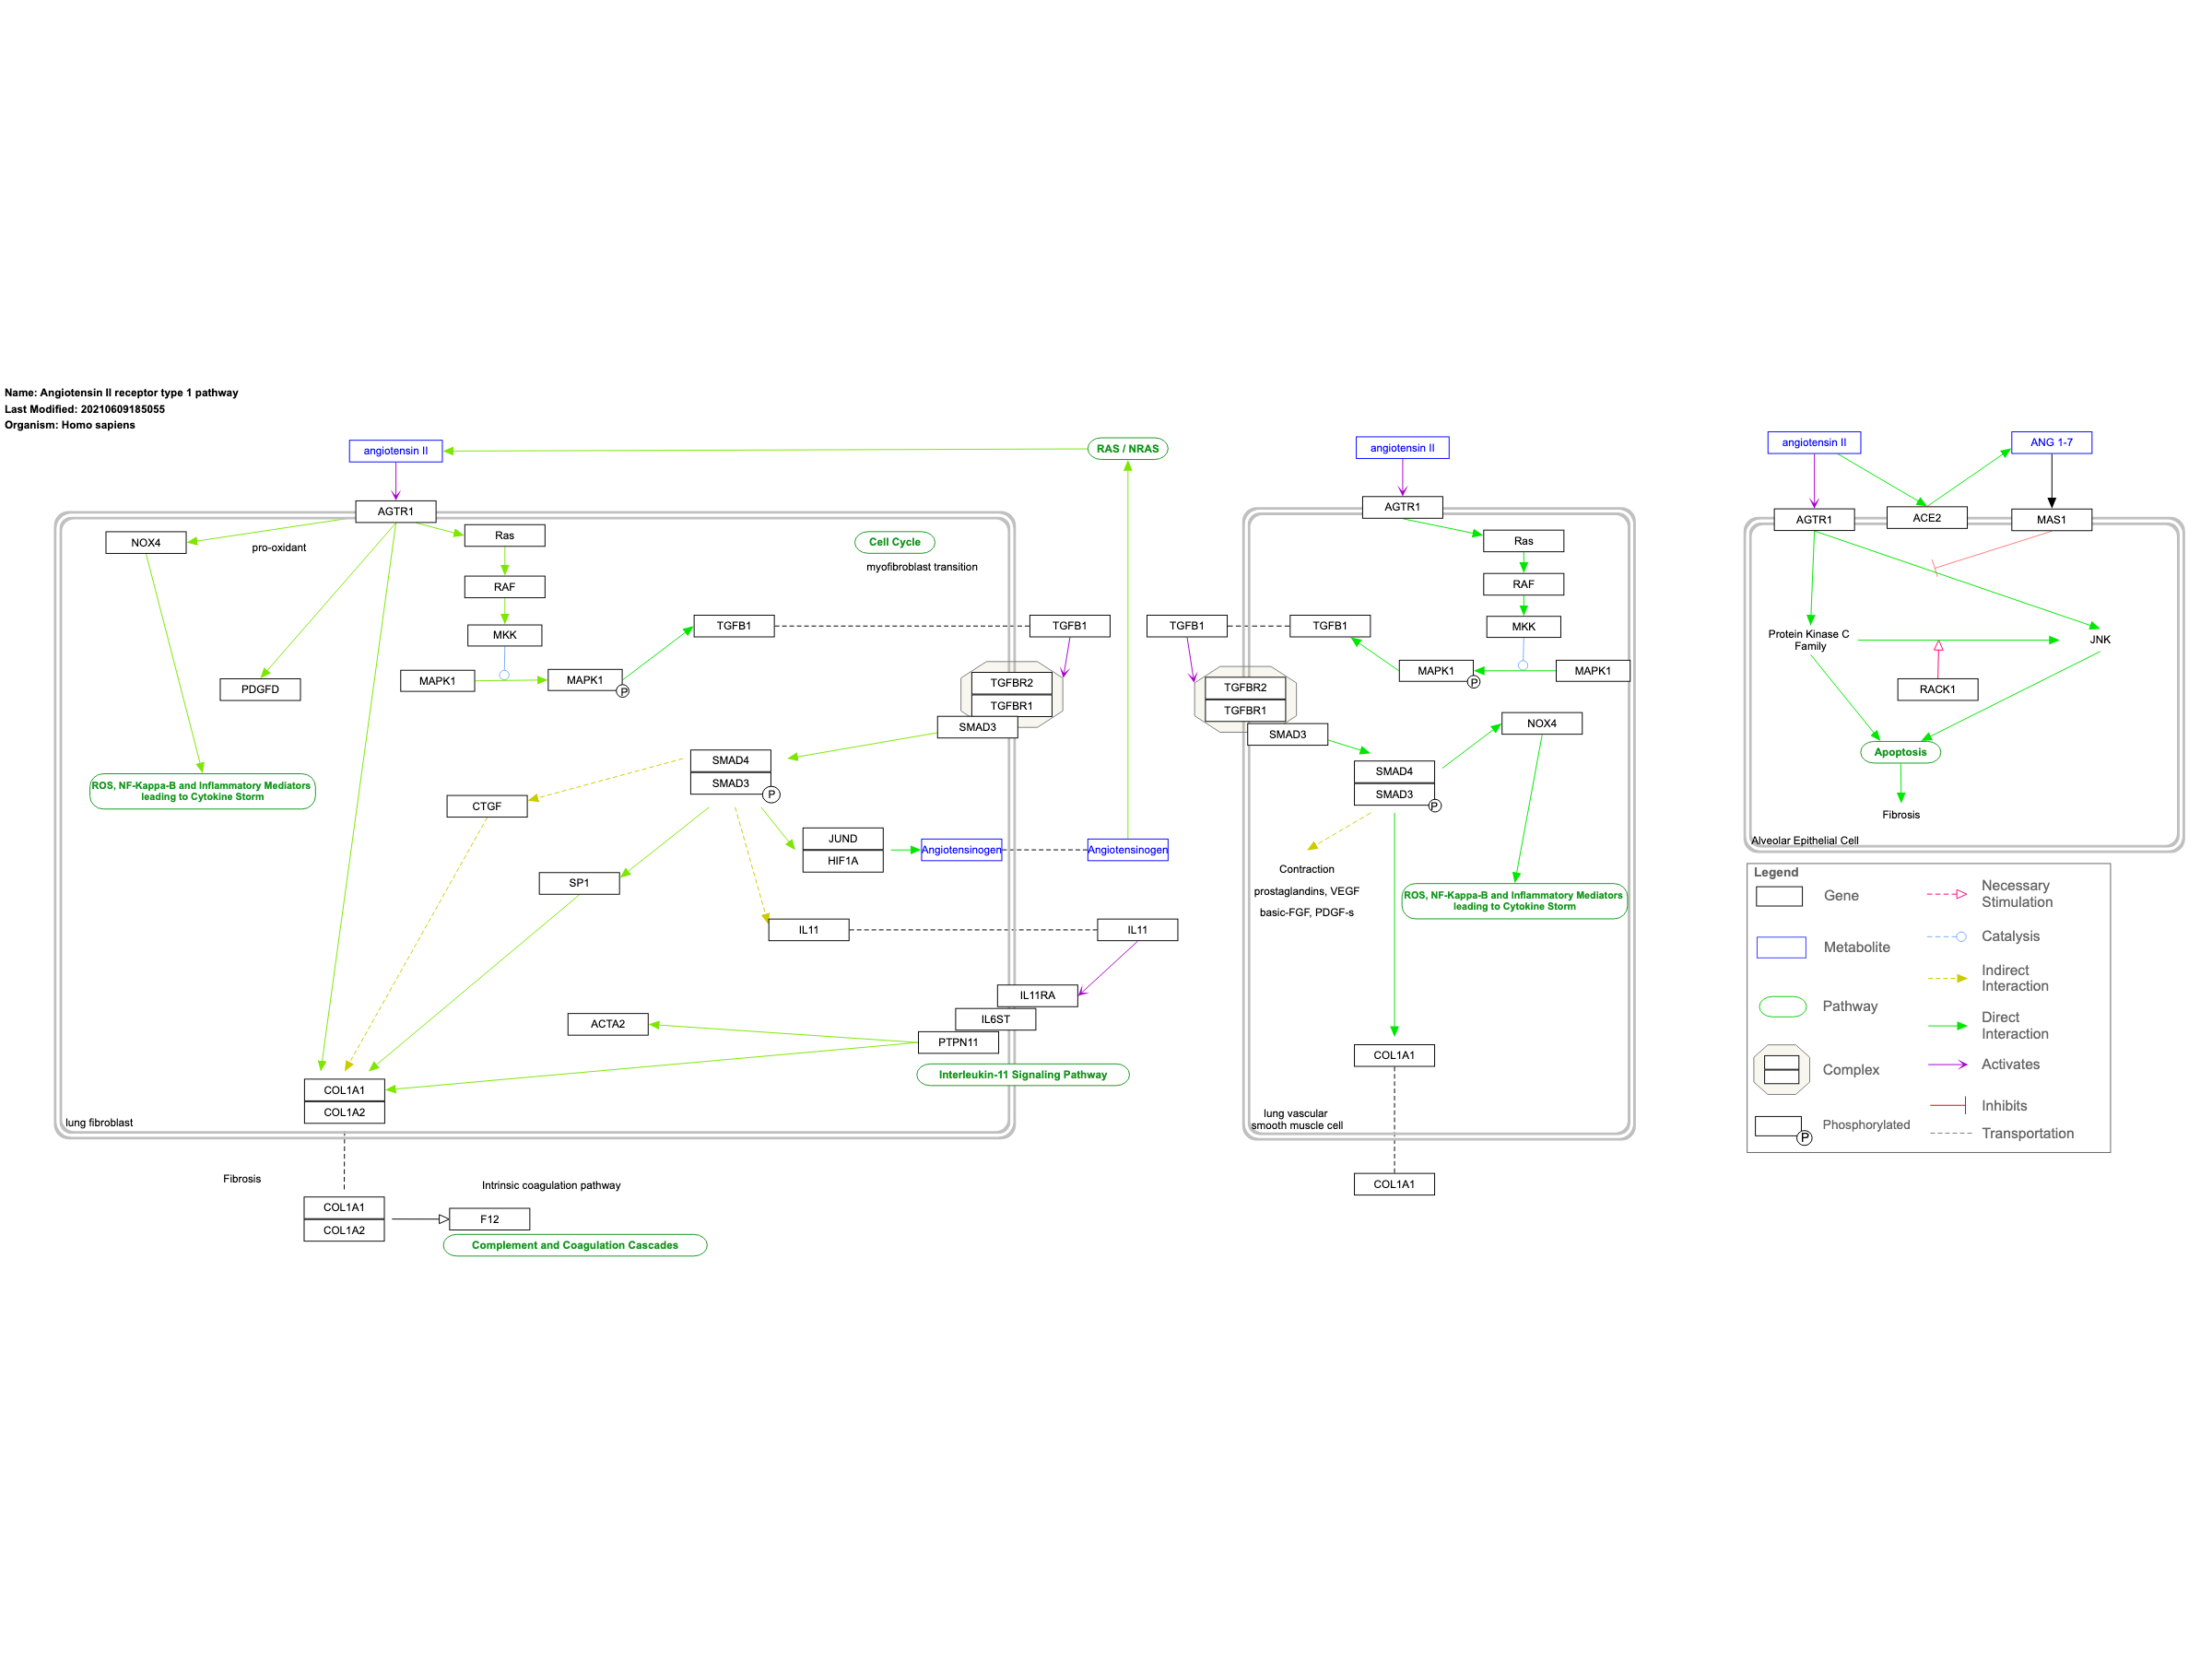 Name: Angiotensin II receptor type 1 pathway
Last Modified: 20210609185055
Organism: Homo sapiens
angiotensin II
RAS / NRAS
AGTR1
NOX4
pro-oxidant
Ras
Cell Cycle
myofibroblast transition
RAF
MKK
TGFB1
TGFB1
MAPK1
MAPK1
P
PDGFD
TGFBR2
TGFBR1
SMAD3
SMAD4
SMAD3
P
ROS, NF-Kappa-B and Inflammatory Mediators
leading to Cytokine Storm
CTGF
JUND
HIF1A
Angiotensinogen
Angiotensinogen
SP1
IL11
IL11
IL11RA
IL6ST
PTPN11
ACTA2
Interleukin-11 Signaling Pathway
COL1A1
COL1A2
lung fibroblast
Fibrosis
Intrinsic coagulation pathway
COL1A1
COL1A2
F12
Complement and Coagulation Cascades
angiotensin II
AGTR1
Ras
RAF
MKK
TGFB1
TGFB1
MAPK1
P
MAPK1
TGFBR2
TGFBR1
SMAD3
NOX4
SMAD4
SMAD3
P
Contraction
prostaglandins, VEGF
basic-FGF, PDGF-s
ROS, NF-Kappa-B and Inflammatory Mediators
leading to Cytokine Storm
COL1A1
lung vascular
smooth muscle cell
COL1A1
angiotensin II
ANG 1-7
AGTR1
ACE2
MAS1
Protein Kinase C
Family
JNK
RACK1
Apoptosis
Fibrosis
Alveolar Epithelial Cell
Legend
Gene
Metabolite
Pathway
Complex
Phosphorylated
P
Necessary
Stimulation
Catalysis
Indirect
Interaction
Direct
Interaction
Activates
Inhibits
Transportation